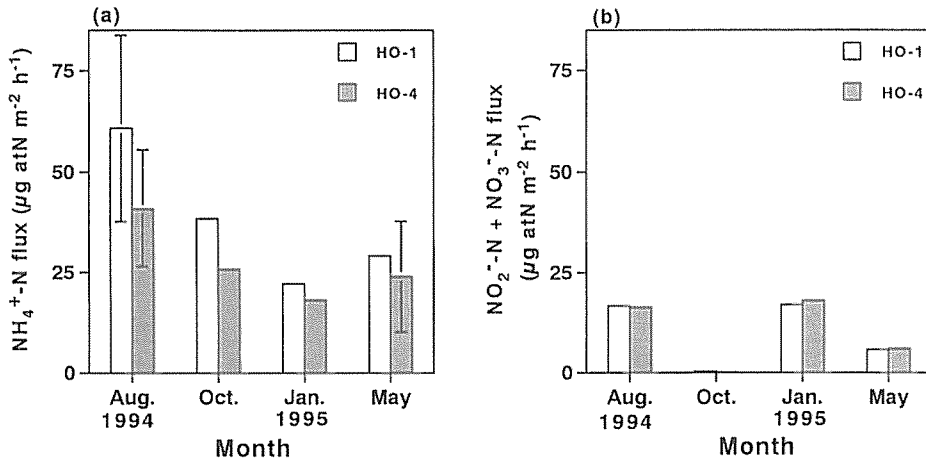 (a)
NH₄⁺-N flux (µg atN m⁻² h⁻¹)
75
50
25
0
HO-1
HO-4
Aug. Oct. Jan. May
1994 1995
Month
(b)
NO₂⁻-N + NO₃⁻-N flux
(µg atN m⁻² h⁻¹)
75
50
25
0
HO-1
HO-4
Aug. Oct. Jan. May
1994 1995
Month